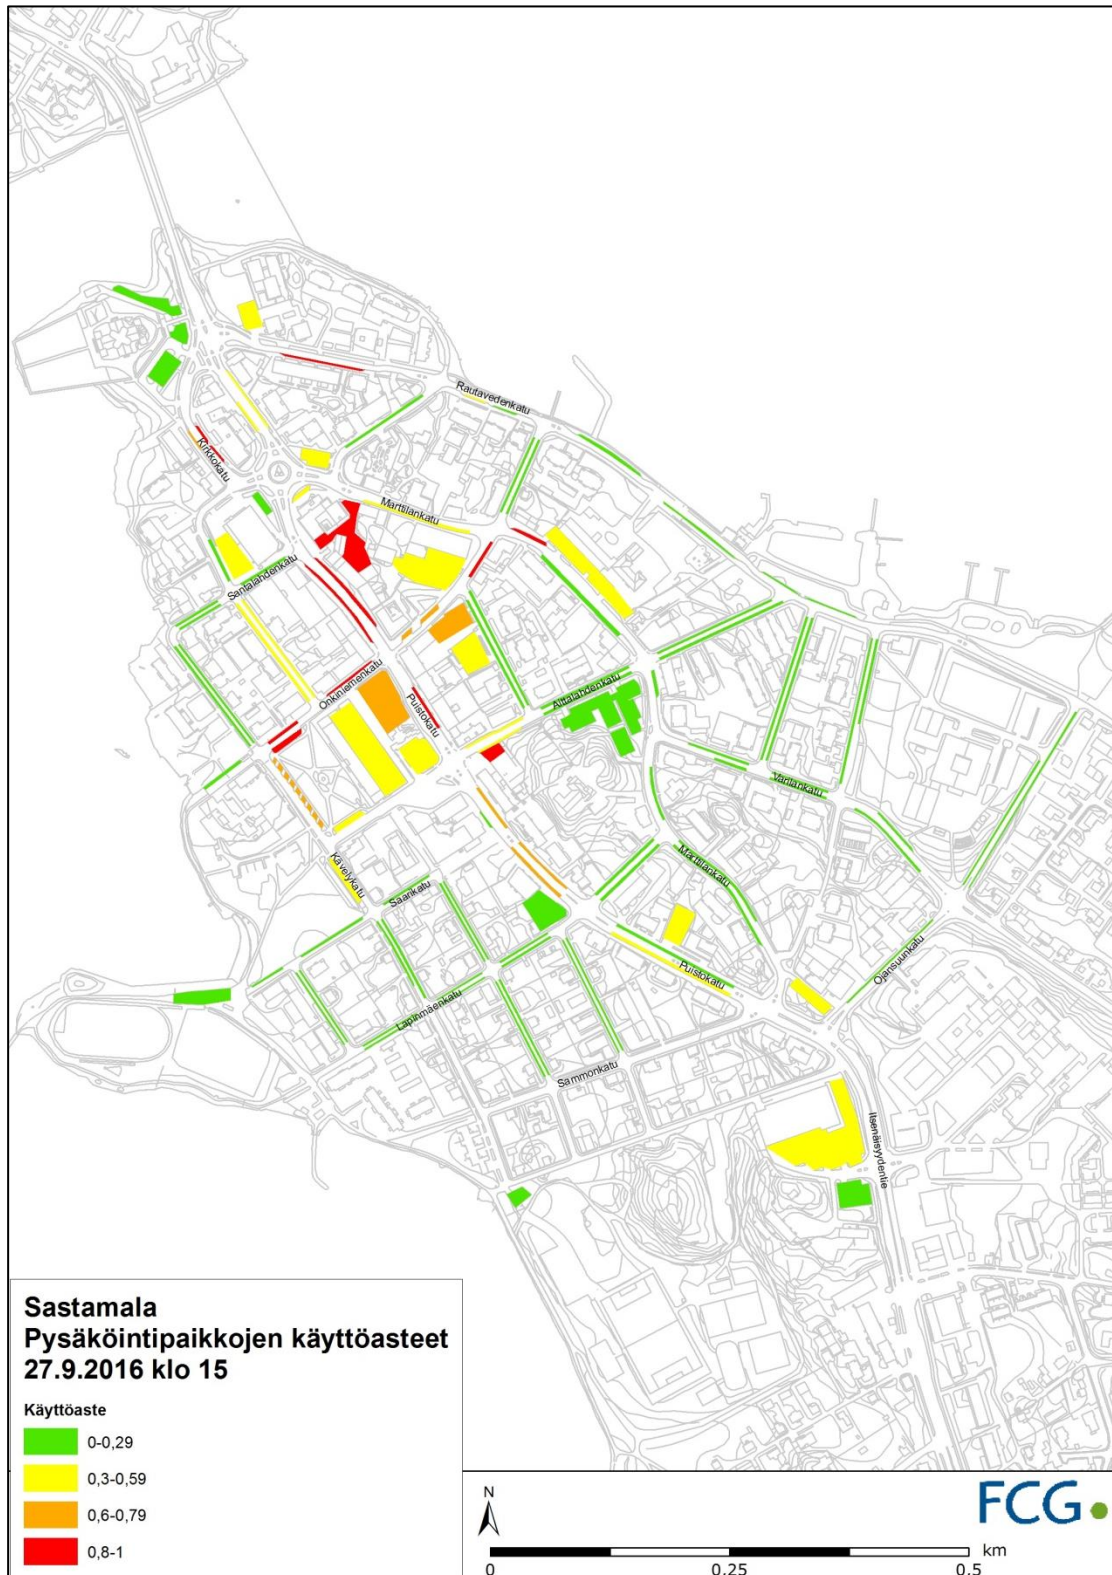 Rautavedenkatu
Kirkkokatu
Marttilankatu
Santalahdenkatu
Onkiniemenkatu
Puistokatu
Aittalahdenkatu
Varilankatu
Kävelykatu
Saarikatu
Marttilankatu
Puistokatu
Ojansuunkatu
Lapinmäenkatu
Sammonkatu
Itsenäisyydentie
Sastamala
Pysäköintipaikkojen käyttöasteet
27.9.2016 klo 15
Käyttöaste
0-0,29
0,3-0,59
0,6-0,79
0,8-1
N
FCG
km
0 0,25 0,5